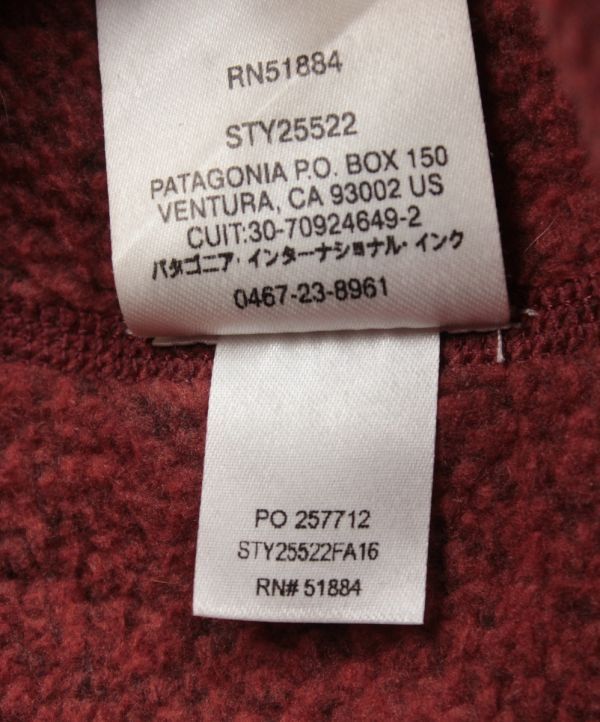 RN51884
STY25522
PATAGONIA P.O. BOX 150
VENTURA, CA 93002 US
CUIT:30-70924649-2
パタゴニア・インターナショナル・インク
0467-23-8961
PO 257712
STY25522FA16
RN# 51884